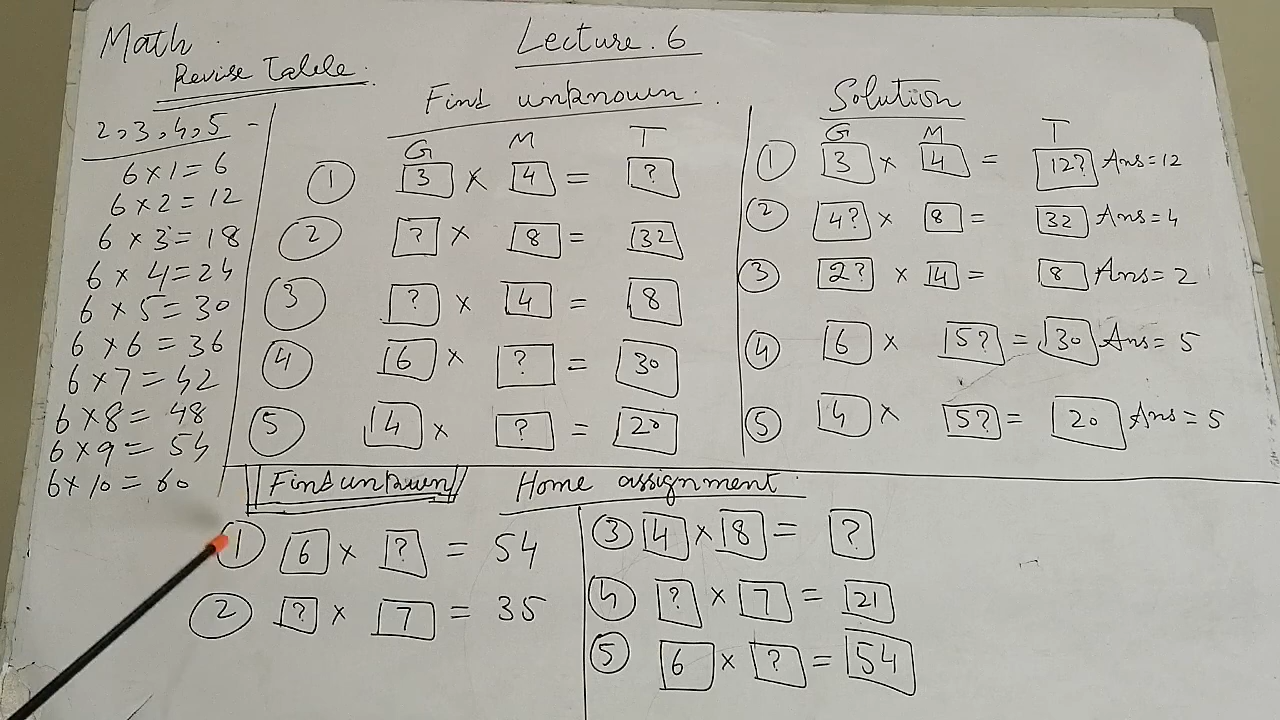 Math
Lecture. 6
Revise Table.
2,3,4,5 -
6 x 1 = 6
6 x 2 = 12
6 x 3 = 18
6 x 4 = 24
6 x 5 = 30
6 x 6 = 36
6 x 7 = 42
6 x 8 = 48
6 x 9 = 54
6 x 10 = 60
Find unknown.
G M T
1 3 x 4 = ?
2 ? x 8 = 32
3 ? x 4 = 8
4 6 x ? = 30
5 4 x ? = 20
Solution
G M T
1 3 x 4 = 12? Ans = 12
2 4? x 8 = 32 Ans = 4
3 2? x 4 = 8 Ans = 2
4 6 x 5? = 30 Ans = 5
5 4 x 5? = 20 Ans = 5
Find unknown Home assignment
1 6 x ? = 54
2 ? x 7 = 35
3 4 x 8 = ?
4 ? x 7 = 21
5 6 x ? = 54